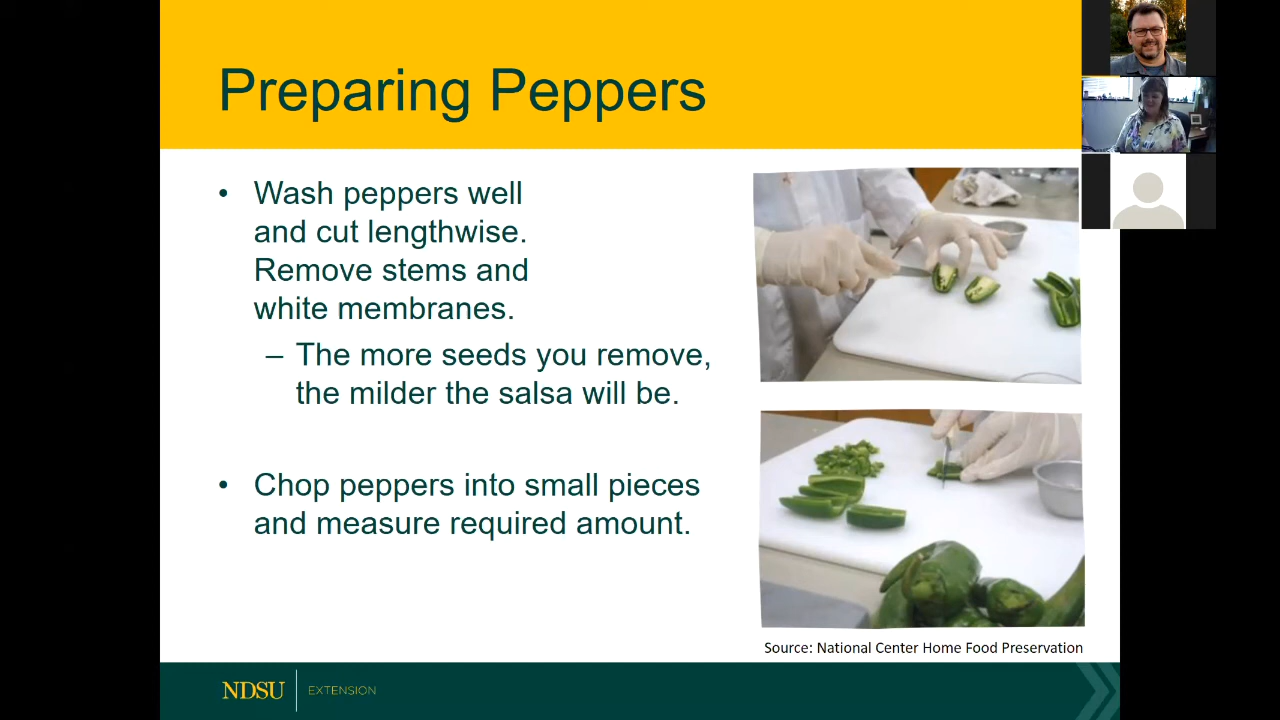 Preparing Peppers
• Wash peppers well
and cut lengthwise.
Remove stems and
white membranes.
– The more seeds you remove,
the milder the salsa will be.
• Chop peppers into small pieces
and measure required amount.
Source: National Center Home Food Preservation
NDSU EXTENSION